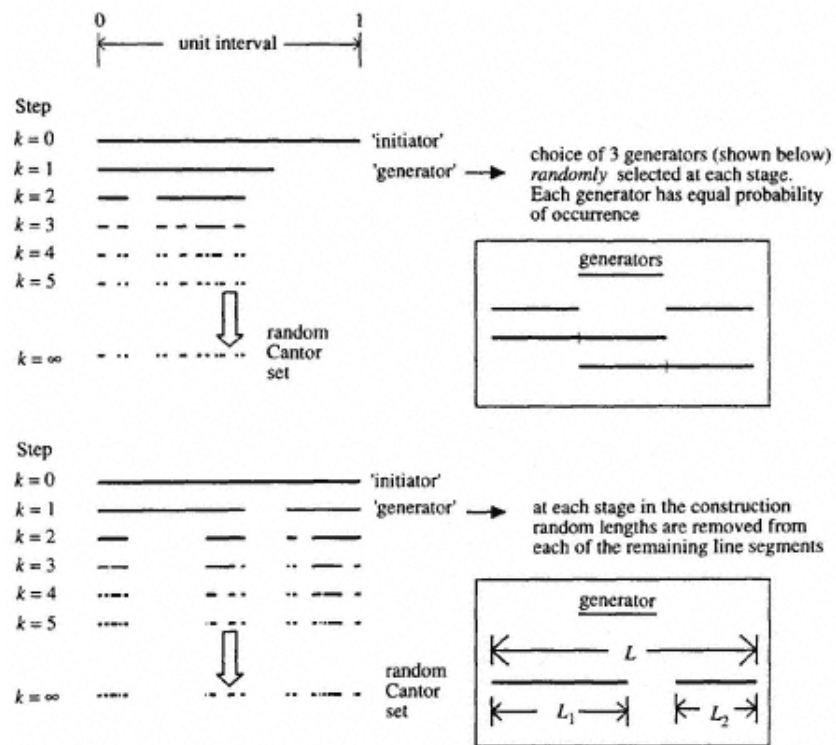 0 1
unit interval
Step
k = 0 'initiator'
k = 1 'generator'
k = 2
k = 3
k = 4
k = 5
k = ∞
random
Cantor
set
choice of 3 generators (shown below)
randomly selected at each stage.
Each generator has equal probability
of occurrence
generators
Step
k = 0 'initiator'
k = 1 'generator'
k = 2
k = 3
k = 4
k = 5
k = ∞
random
Cantor
set
at each stage in the construction
random lengths are removed from
each of the remaining line segments
generator
L
L₁ L₂